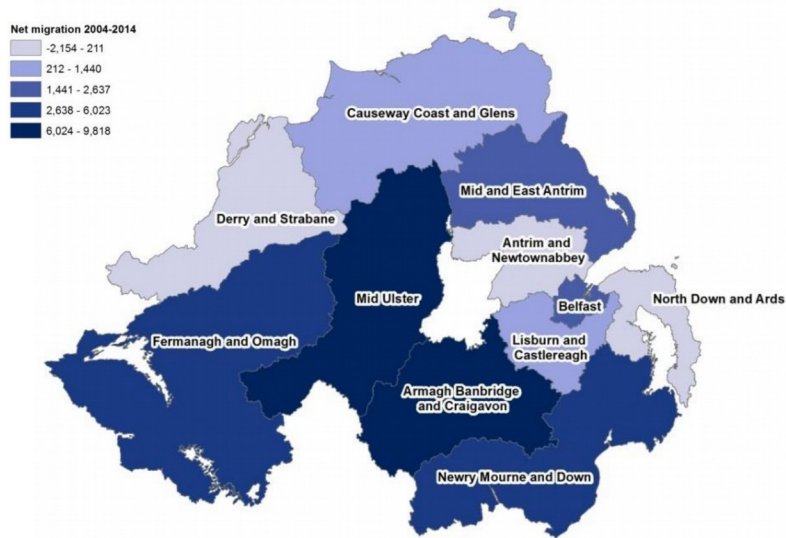 Net migration 2004-2014
-2,154 - 211
212 - 1,440
1,441 - 2,637
2,638 - 6,023
6,024 - 9,818
Causeway Coast and Glens
Mid and East Antrim
Derry and Strabane
Antrim and
Newtownabbey
Mid Ulster
Belfast
North Down and Ards
Fermanagh and Omagh
Lisburn and
Castlereagh
Armagh Banbridge
and Craigavon
Newry Mourne and Down